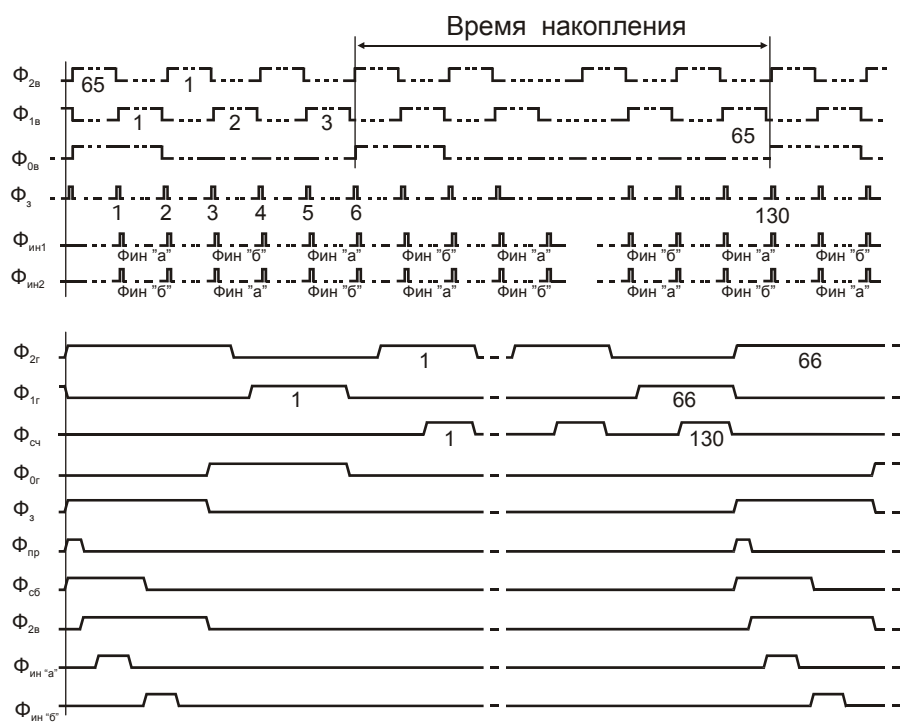 Время накопления
Φ2в 65 1
Φ1в 1 2 3 65
Φ0в
Φз 1 2 3 4 5 6 130
Φин1 Фин "а" Фин "б" Фин "а" Фин "б" Фин "а" Фин "б" Фин "а" Фин "б"
Φин2 Фин "б" Фин "а" Фин "б" Фин "а" Фин "б" Фин "а" Фин "б" Фин "а"
Φ2г 1 66
Φ1г 1 66
Φсч 1 130
Φ0г
Φз
Φпр
Φсб
Φ2в
Φин "а"
Φин "б"